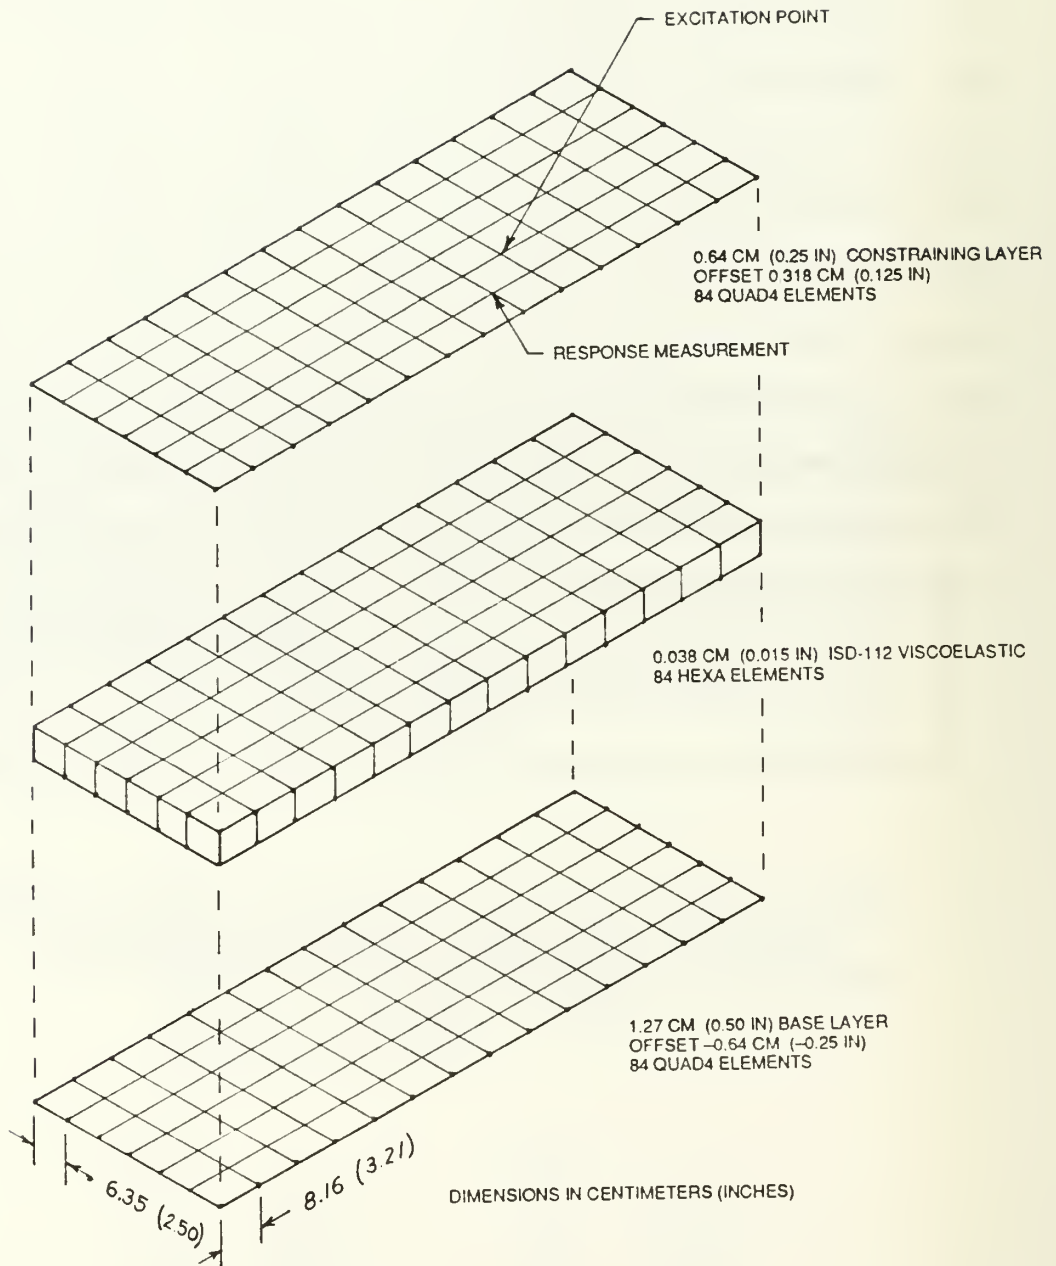 EXCITATION POINT
0.64 CM (0.25 IN) CONSTRAINING LAYER
OFFSET 0.318 CM (0.125 IN)
84 QUAD4 ELEMENTS
RESPONSE MEASUREMENT
0.038 CM (0.015 IN) ISD-112 VISCOELASTIC
84 HEXA ELEMENTS
1.27 CM (0.50 IN) BASE LAYER
OFFSET –0.64 CM (–0.25 IN)
84 QUAD4 ELEMENTS
6.35 (2.50)
8.16 (3.21)
DIMENSIONS IN CENTIMETERS (INCHES)